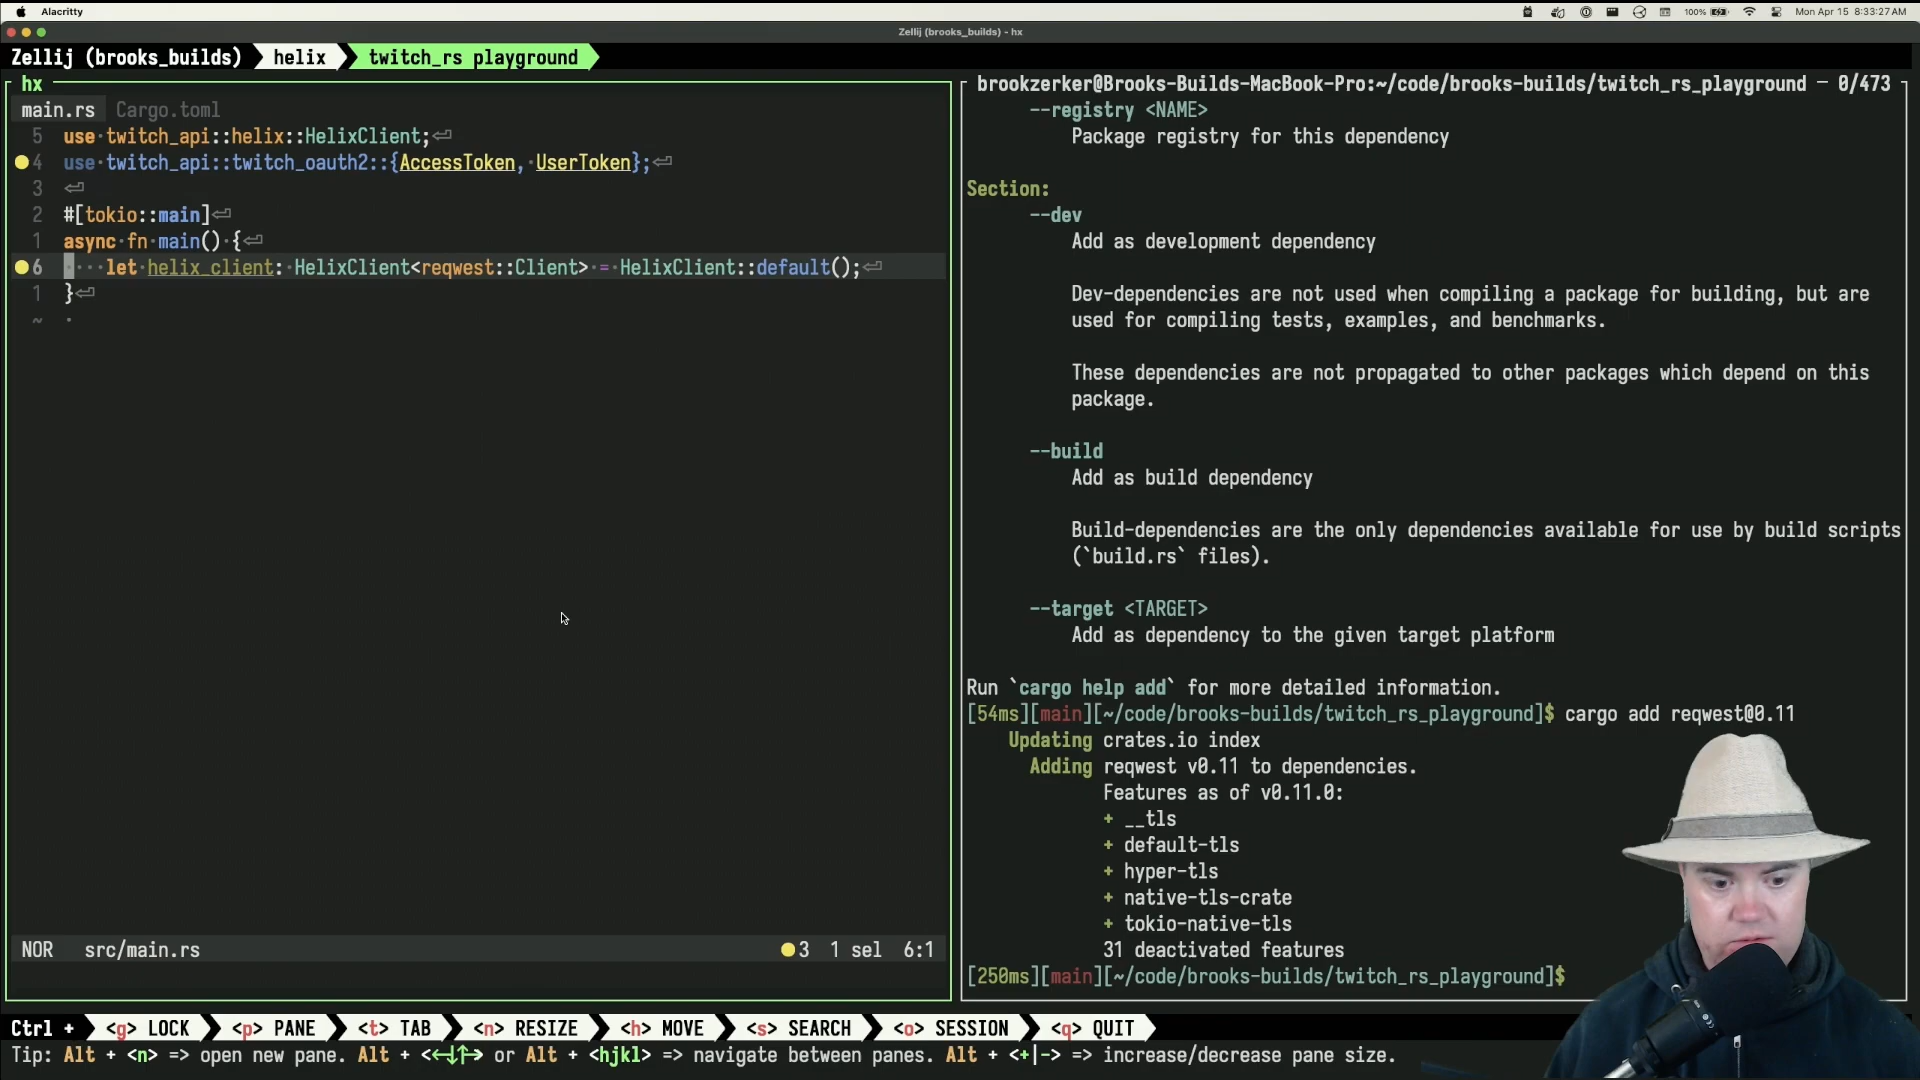 Alacritty
100%
Mon Apr 15 8:33:27 AM
Zellij (brooks_builds) - hx
Zellij (brooks_builds) helix twitch_rs playground
hx
main.rs Cargo.toml
5 use·twitch_api::helix::HelixClient;⏎
4 use·twitch_api::twitch_oauth2::{AccessToken,·UserToken};⏎
3 ⏎
2 #[tokio::main]⏎
1 async·fn·main()·{⏎
6 ····let·helix_client:·HelixClient<reqwest::Client>·=·HelixClient::default();⏎
1 }⏎
~
NOR src/main.rs 3 1 sel 6:1
brookzerker@Brooks-Builds-MacBook-Pro:~/code/brooks-builds/twitch_rs_playground — 0/473
--registry <NAME>
Package registry for this dependency
Section:
--dev
Add as development dependency
Dev-dependencies are not used when compiling a package for building, but are
used for compiling tests, examples, and benchmarks.
These dependencies are not propagated to other packages which depend on this
package.
--build
Add as build dependency
Build-dependencies are the only dependencies available for use by build scripts
(`build.rs` files).
--target <TARGET>
Add as dependency to the given target platform
Run `cargo help add` for more detailed information.
[54ms][main][~/code/brooks-builds/twitch_rs_playground]$ cargo add reqwest@0.11
Updating crates.io index
Adding reqwest v0.11 to dependencies.
Features as of v0.11.0:
+ __tls
+ default-tls
+ hyper-tls
+ native-tls-crate
+ tokio-native-tls
31 deactivated features
[250ms][main][~/code/brooks-builds/twitch_rs_playground]$
Ctrl + <g> LOCK <p> PANE <t> TAB <n> RESIZE <h> MOVE <s> SEARCH <o> SESSION <q> QUIT
Tip: Alt + <n> => open new pane. Alt + <←↓↑→> or Alt + <hjkl> => navigate between panes. Alt + <+|-> => increase/decrease pane size.